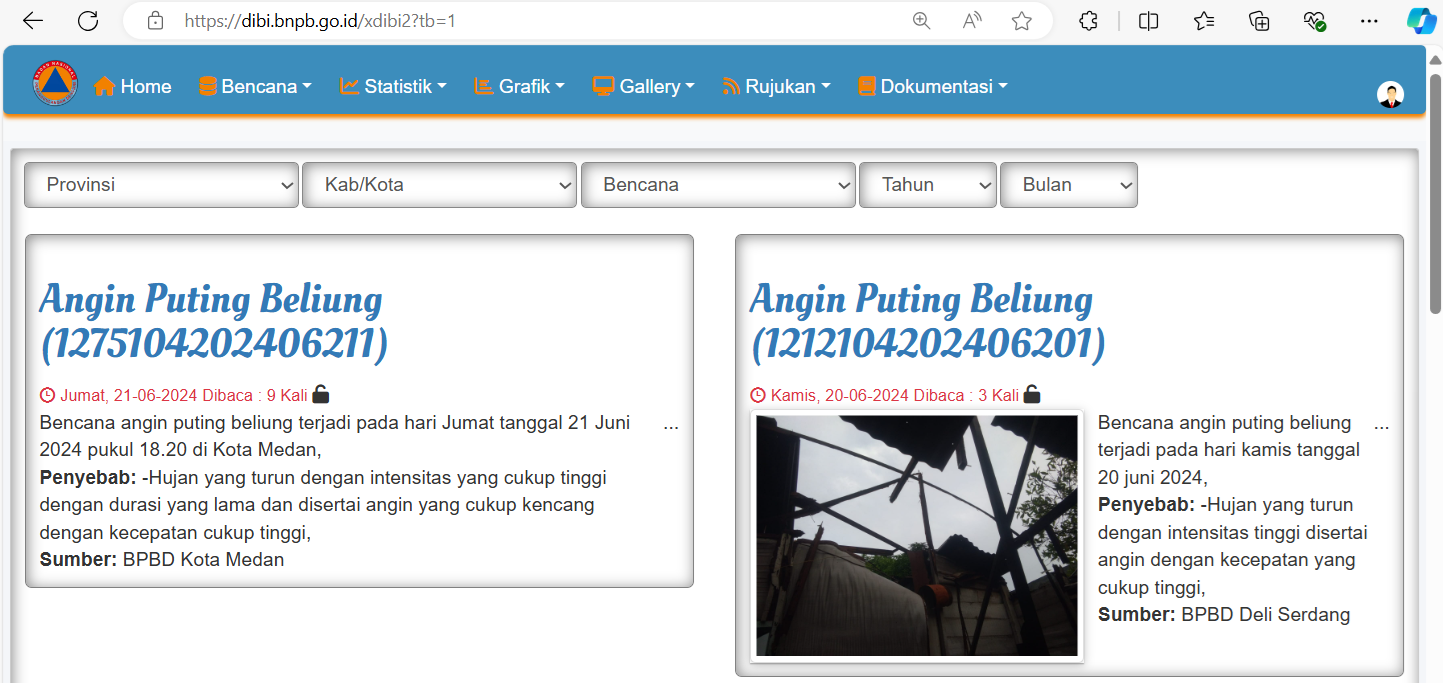 https://dibi.bnpb.go.id/xdibi2?tb=1
Home Bencana Statistik Grafik Gallery Rujukan Dokumentasi
Provinsi Kab/Kota Bencana Tahun Bulan
Angin Puting Beliung
(1275104202406211)
Jumat, 21-06-2024 Dibaca : 9 Kali
Bencana angin puting beliung terjadi pada hari Jumat tanggal 21 Juni ...
2024 pukul 18.20 di Kota Medan,
Penyebab: -Hujan yang turun dengan intensitas yang cukup tinggi
dengan durasi yang lama dan disertai angin yang cukup kencang
dengan kecepatan cukup tinggi,
Sumber: BPBD Kota Medan
Angin Puting Beliung
(1212104202406201)
Kamis, 20-06-2024 Dibaca : 3 Kali
Bencana angin puting beliung ...
terjadi pada hari kamis tanggal
20 juni 2024,
Penyebab: -Hujan yang turun
dengan intensitas tinggi disertai
angin dengan kecepatan yang
cukup tinggi,
Sumber: BPBD Deli Serdang